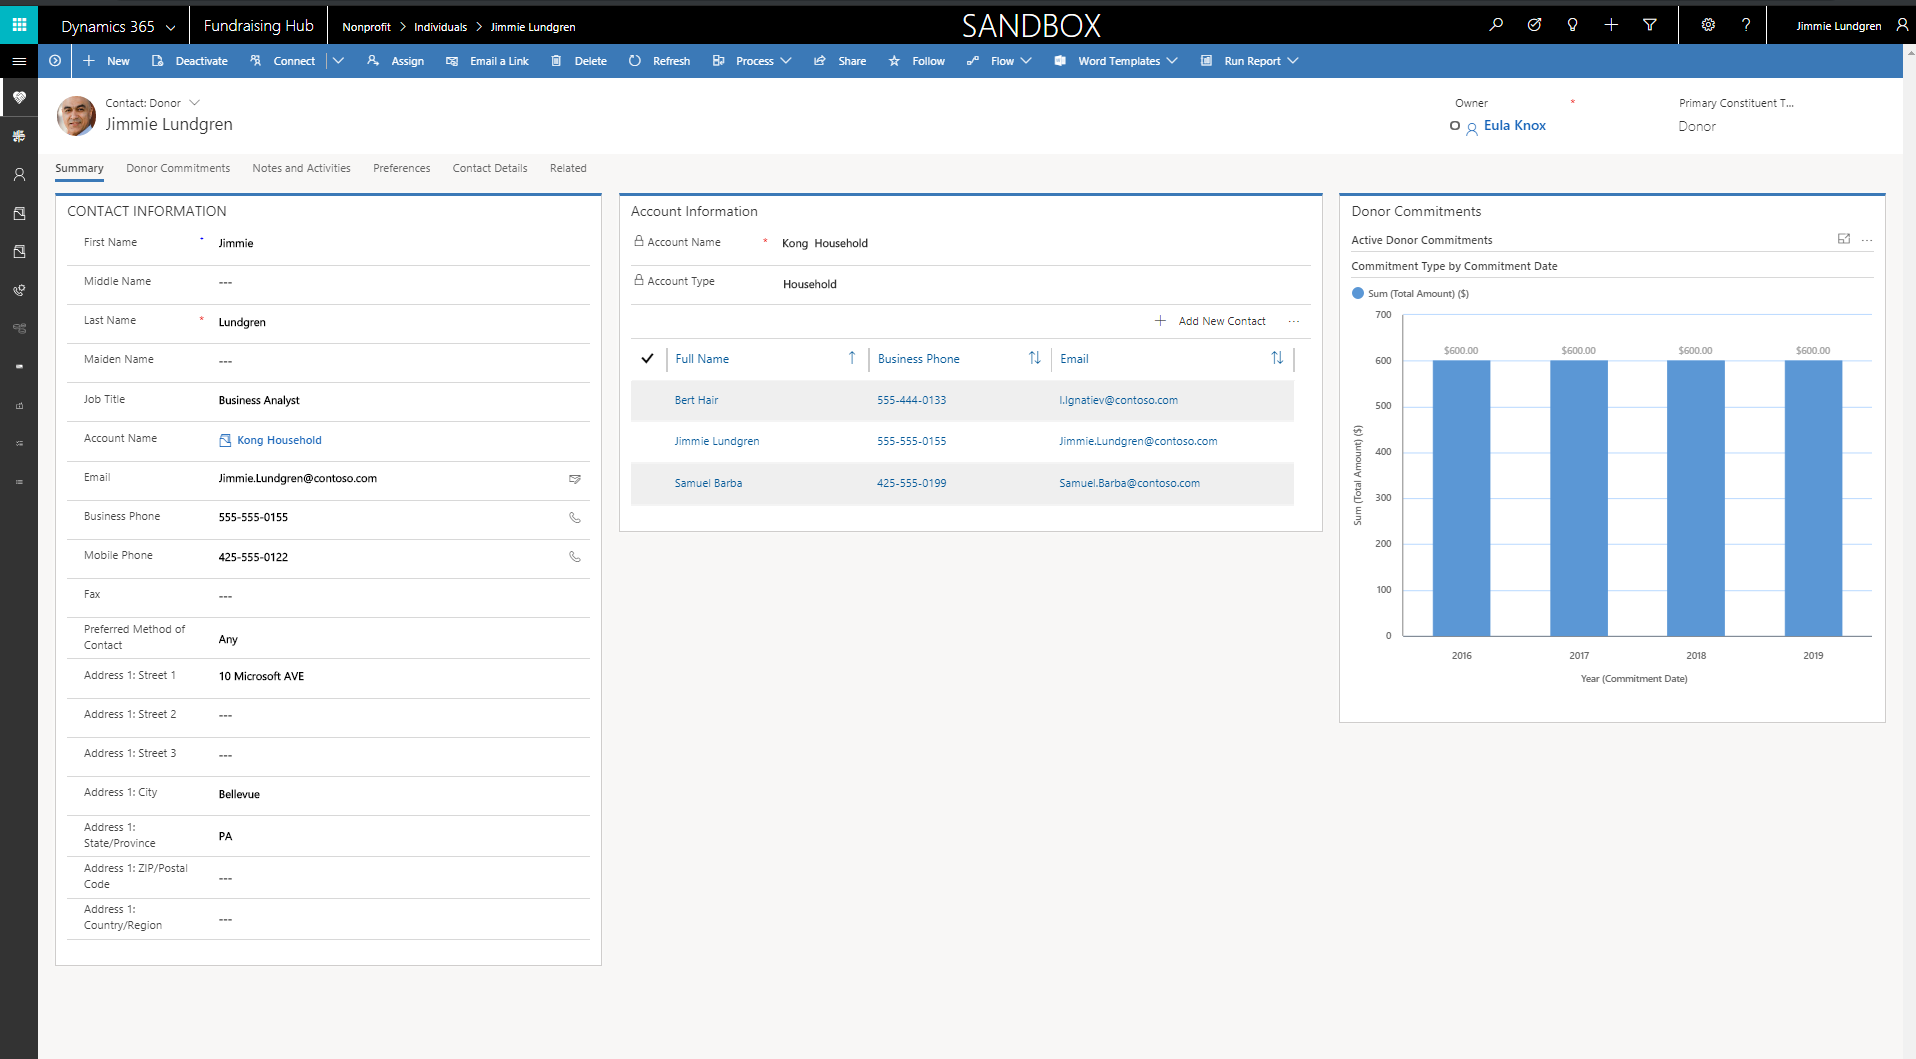 Dynamics 365
Fundraising Hub
Nonprofit > Individuals > Jimmie Lundgren
SANDBOX
Jimmie Lundgren
New
Deactivate
Connect
Assign
Email a Link
Delete
Refresh
Process
Share
Follow
Flow
Word Templates
Run Report
Contact: Donor
Jimmie Lundgren
Owner *
Eula Knox
Primary Constituent T...
Donor
Summary
Donor Commitments
Notes and Activities
Preferences
Contact Details
Related
CONTACT INFORMATION
First Name Jimmie
Middle Name ---
Last Name * Lundgren
Maiden Name ---
Job Title Business Analyst
Account Name Kong Household
Email Jimmie.Lundgren@contoso.com
Business Phone 555-555-0155
Mobile Phone 425-555-0122
Fax ---
Preferred Method of
Contact
Any
Address 1: Street 1 10 Microsoft AVE
Address 1: Street 2 ---
Address 1: Street 3 ---
Address 1: City Bellevue
Address 1:
State/Province
PA
Address 1: ZIP/Postal
Code
---
Address 1:
Country/Region
---
Account Information
Account Name * Kong Household
Account Type Household
+ Add New Contact ...
Full Name Business Phone Email
Bert Hair 555-444-0133 I.Ignatiev@contoso.com
Jimmie Lundgren 555-555-0155 Jimmie.Lundgren@contoso.com
Samuel Barba 425-555-0199 Samuel.Barba@contoso.com
Donor Commitments
Active Donor Commitments ...
Commitment Type by Commitment Date
Sum (Total Amount) ($)
Sum (Total Amount) ($)
700
600
500
400
300
200
100
0
$600.00 $600.00 $600.00 $600.00
2016 2017 2018 2019
Year (Commitment Date)